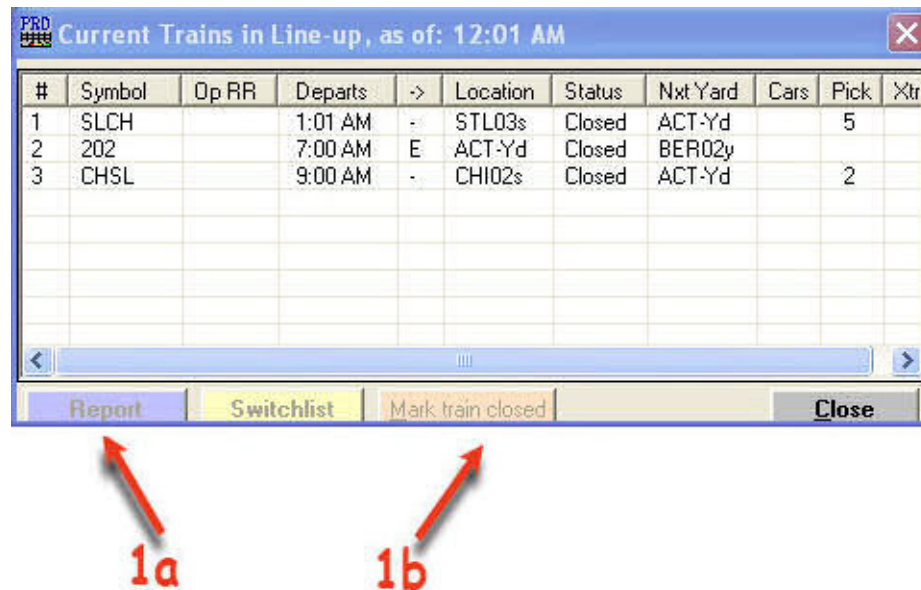 PRD
Current Trains in Line-up, as of: 12:01 AM
# Symbol Op RR Departs -> Location Status Nxt Yard Cars Pick Xtr
1 SLCH 1:01 AM - STL03s Closed ACT-Yd 5
2 202 7:00 AM E ACT-Yd Closed BER02y
3 CHSL 9:00 AM - CHI02s Closed ACT-Yd 2
Report Switchlist Mark train closed Close
1a 1b